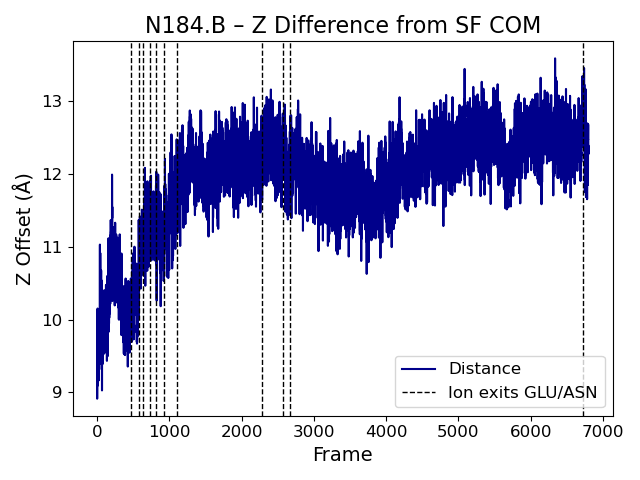 N184.B – Z Difference from SF COM
Z Offset (Å)
13
12
11
10
9
0 1000 2000 3000 4000 5000 6000 7000
Frame
Distance
Ion exits GLU/ASN